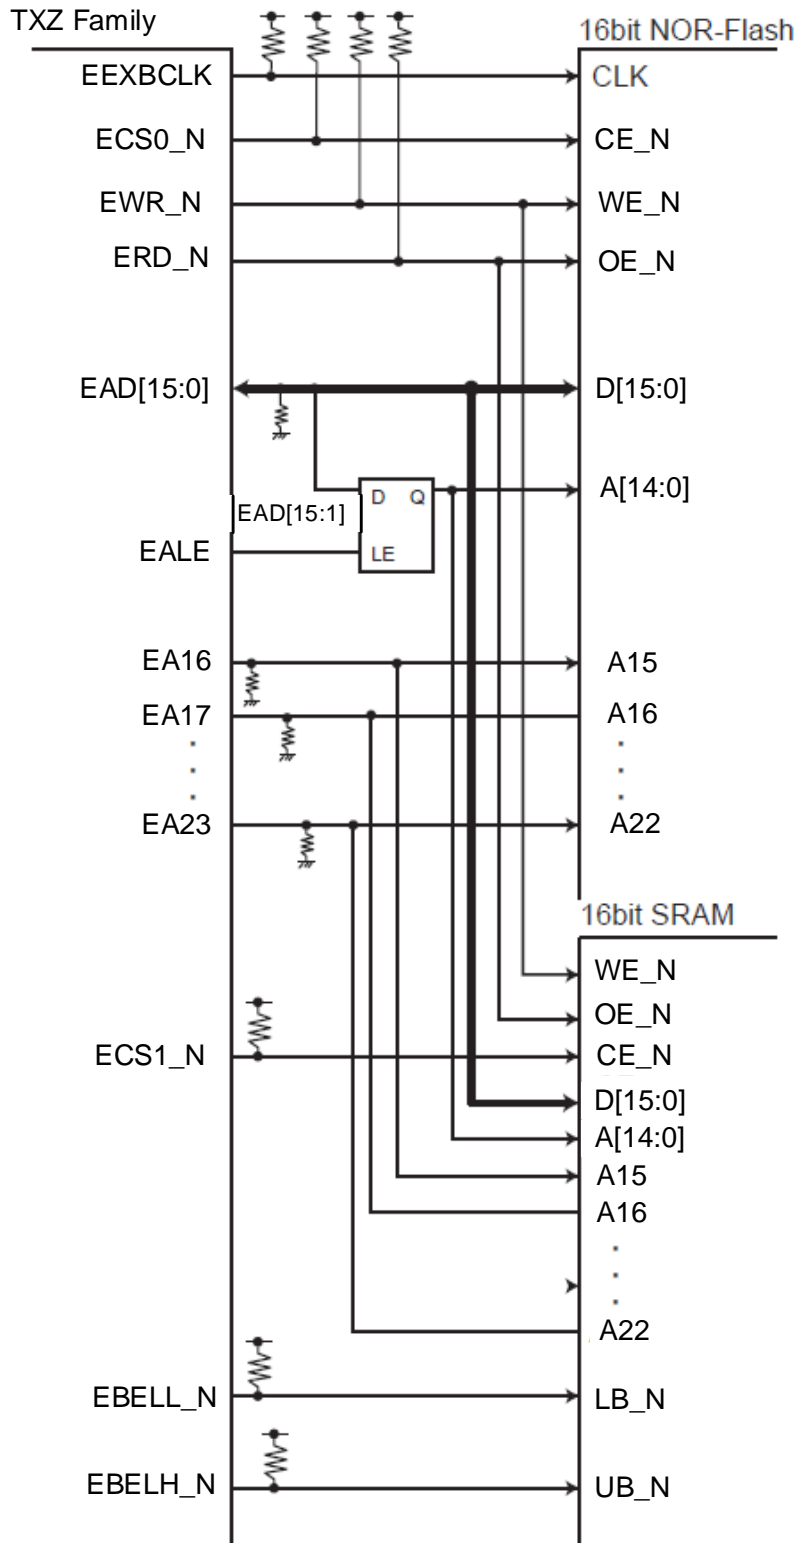 TXZ Family
16bit NOR-Flash
EEXBCLK
CLK
ECS0_N
CE_N
EWR_N
WE_N
ERD_N
OE_N
EAD[15:0]
D[15:0]
D Q
A[14:0]
EAD[15:1]
EALE
LE
EA16
A15
EA17
A16
EA23
A22
16bit SRAM
WE_N
OE_N
ECS1_N
CE_N
D[15:0]
A[14:0]
A15
A16
A22
EBELL_N
LB_N
EBELH_N
UB_N